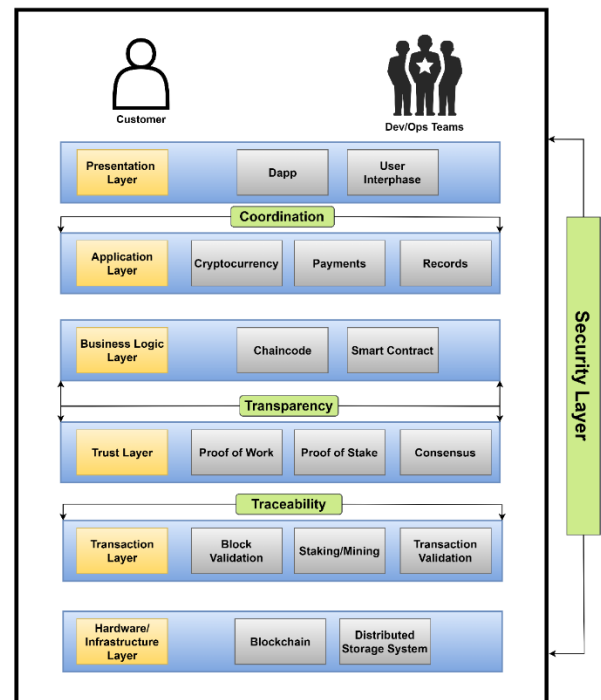 Customer
Dev/Ops Teams
Presentation
Layer
Dapp
User
Interphase
Coordination
Application
Layer
Cryptocurrency
Payments
Records
Business Logic
Layer
Chaincode
Smart Contract
Transparency
Trust Layer
Proof of Work
Proof of Stake
Consensus
Traceability
Transaction
Layer
Block
Validation
Staking/Mining
Transaction
Validation
Hardware/
Infrastructure
Layer
Blockchain
Distributed
Storage System
Security Layer